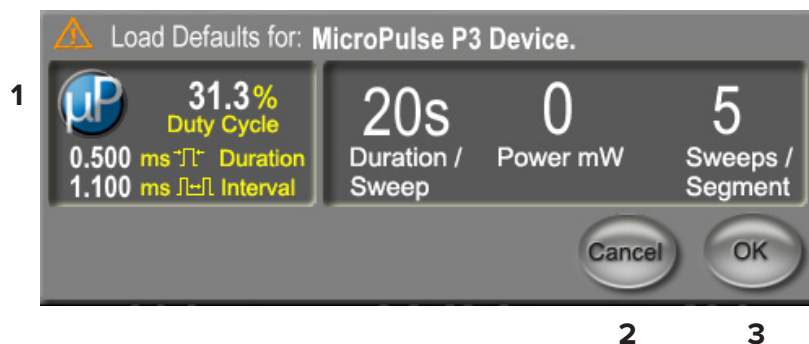 Load Defaults for: MicroPulse P3 Device.
1
µP
31.3%
Duty Cycle
0.500 ms Duration
1.100 ms Interval
20s
Duration /
Sweep
0
Power mW
5
Sweeps /
Segment
Cancel
OK
2
3